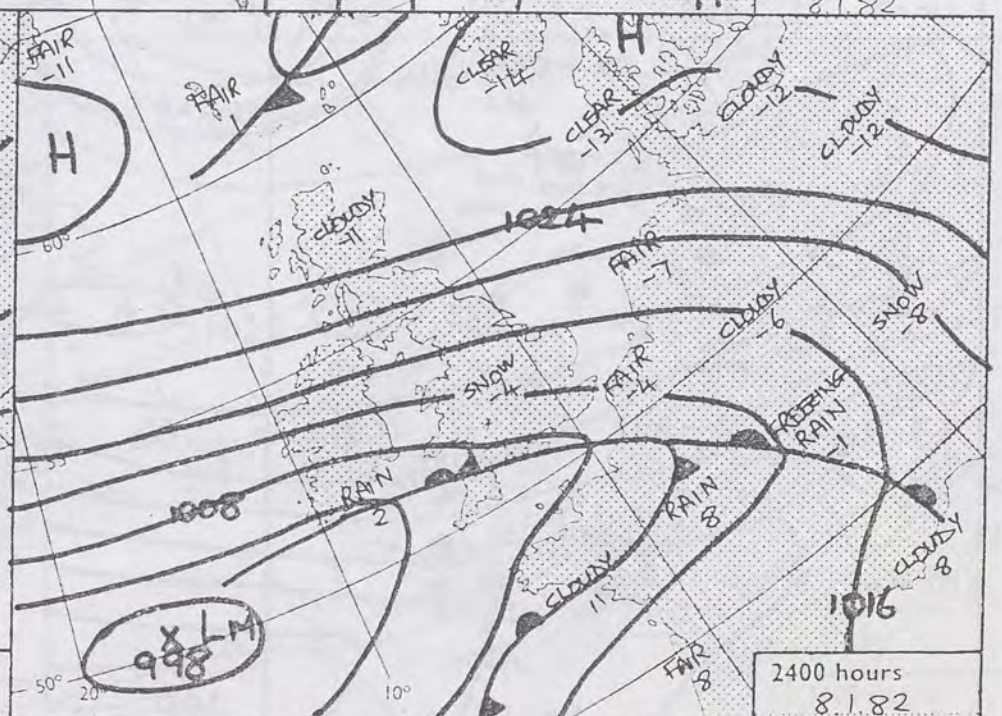 8.1.82
FAIR
-11
FAIR
1
CLEAR
-14
H
CLEAR
-13
CLOUDY
-12
CLOUDY
-12
H
60°
CLOUDY
-11
1024
FAIR
-7
CLOUDY
-6
SNOW
-8
SNOW
-4
FAIR
-4
FREEZING
RAIN
-1
RAIN
2
1008
RAIN
8
CLOUDY
11
CLOUDY
8
1016
X LM
998
FAIR
8
50°
20°
10°
2400 hours
8.1.82